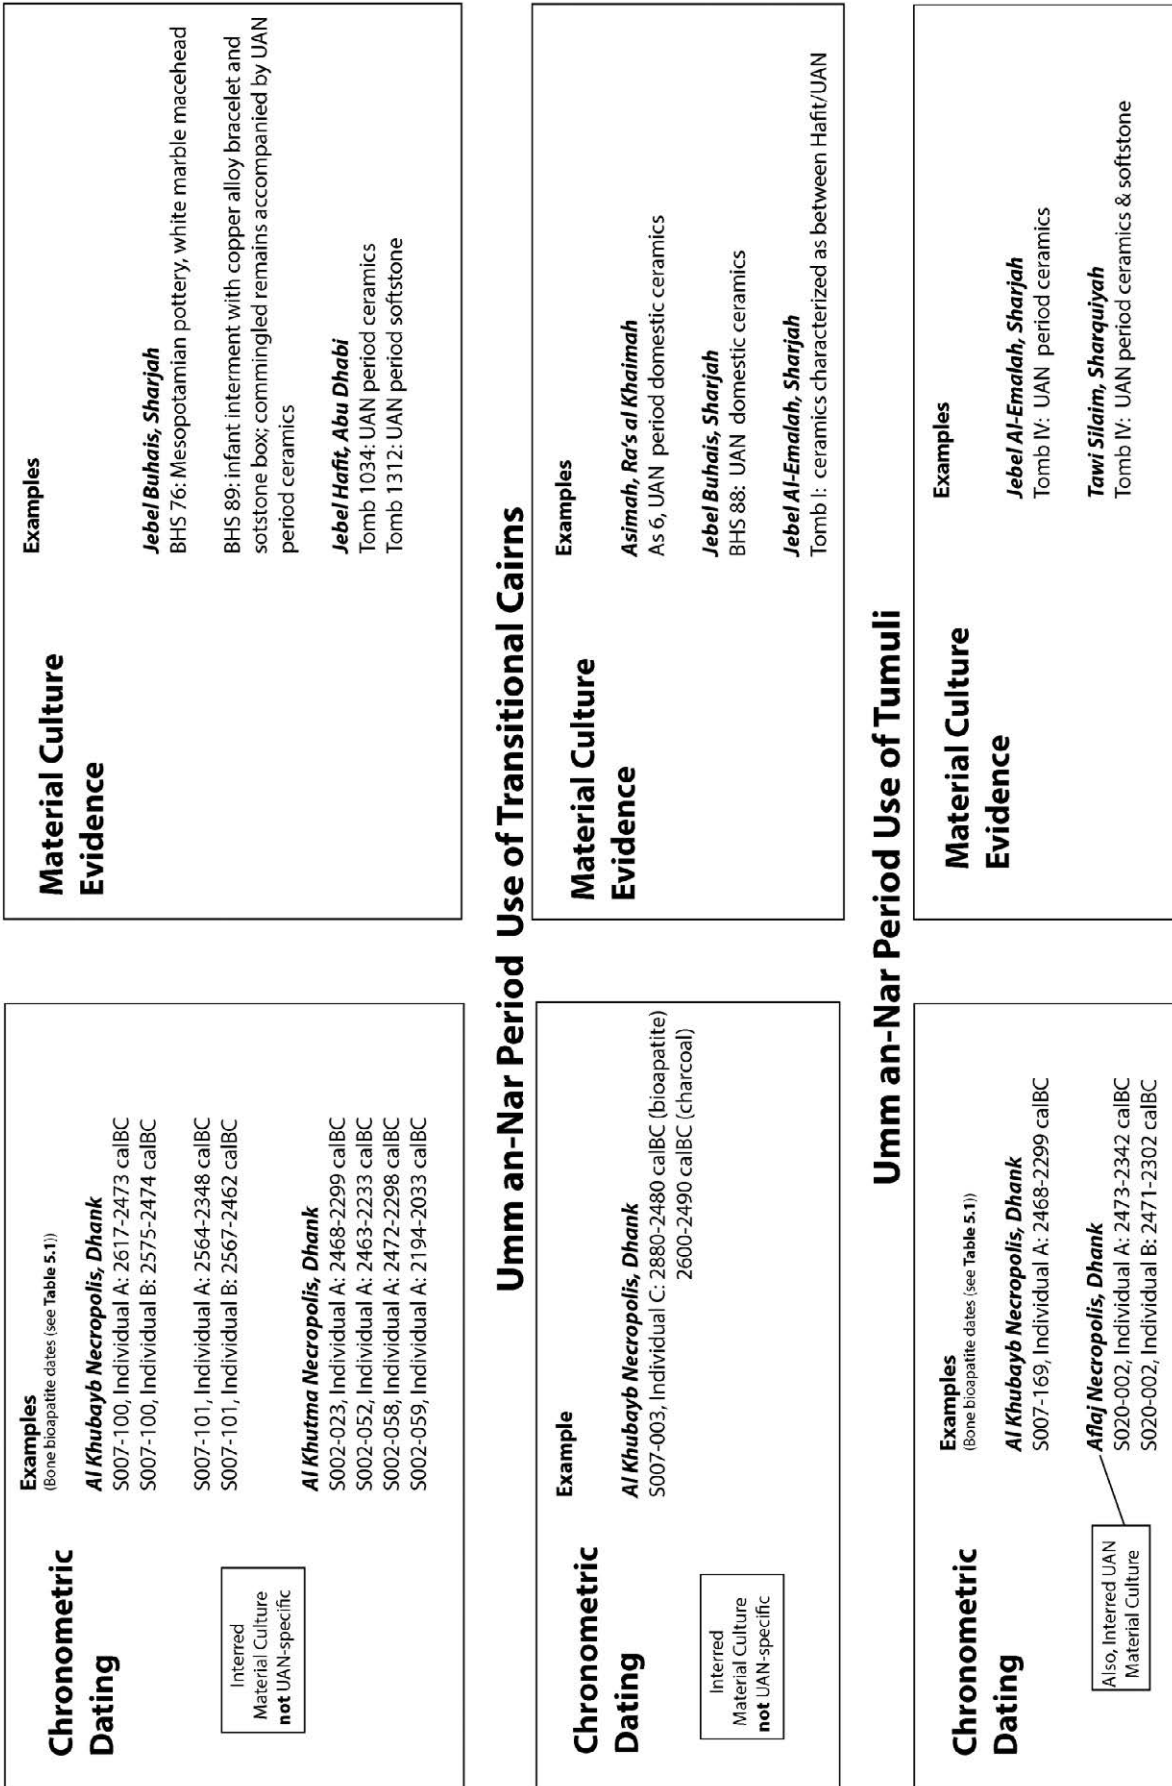 Chronometric
Dating
Interred
Material Culture
not UAN-specific
Examples
(Bone bioapatite dates (see Table 5.1))
Al Khubayb Necropolis, Dhank
S007-100, Individual A: 2617-2473 calBC
S007-100, Individual B: 2575-2474 calBC
S007-101, Individual A: 2564-2348 calBC
S007-101, Individual B: 2567-2462 calBC
Al Khutma Necropolis, Dhank
S002-023, Individual A: 2468-2299 calBC
S002-052, Individual A: 2463-2233 calBC
S002-058, Individual A: 2472-2298 calBC
S002-059, Individual A: 2194-2033 calBC
Material Culture
Evidence
Examples
Jebel Buhais, Sharjah
BHS 76: Mesopotamian pottery, white marble macehead
BHS 89: infant interment with copper alloy bracelet and
sotstone box; commingled remains accompanied by UAN
period ceramics
Jebel Hafit, Abu Dhabi
Tomb 1034: UAN period ceramics
Tomb 1312: UAN period softstone
Umm an-Nar Period Use of Transitional Cairns
Chronometric
Dating
Interred
Material Culture
not UAN-specific
Example
Al Khubayb Necropolis, Dhank
S007-003, Individual C: 2880-2480 calBC (bioapatite)
2600-2490 calBC (charcoal)
Material Culture
Evidence
Examples
Asimah, Ra's al Khaimah
As 6, UAN period domestic ceramics
Jebel Buhais, Sharjah
BHS 88: UAN domestic ceramics
Jebel Al-Emalah, Sharjah
Tomb I: ceramics characterized as between Hafit/UAN
Umm an-Nar Period Use of Tumuli
Chronometric
Dating
Also, Interred UAN
Material Culture
Examples
(Bone bioapatite dates (see Table 5.1))
Al Khubayb Necropolis, Dhank
S007-169, Individual A: 2468-2299 calBC
Aflaj Necropolis, Dhank
S020-002, Individual A: 2473-2342 calBC
S020-002, Individual B: 2471-2302 calBC
Material Culture
Evidence
Examples
Jebel Al-Emalah, Sharjah
Tomb IV: UAN period ceramics
Tawi Silaim, Sharquiyah
Tomb IV: UAN period ceramics & softstone